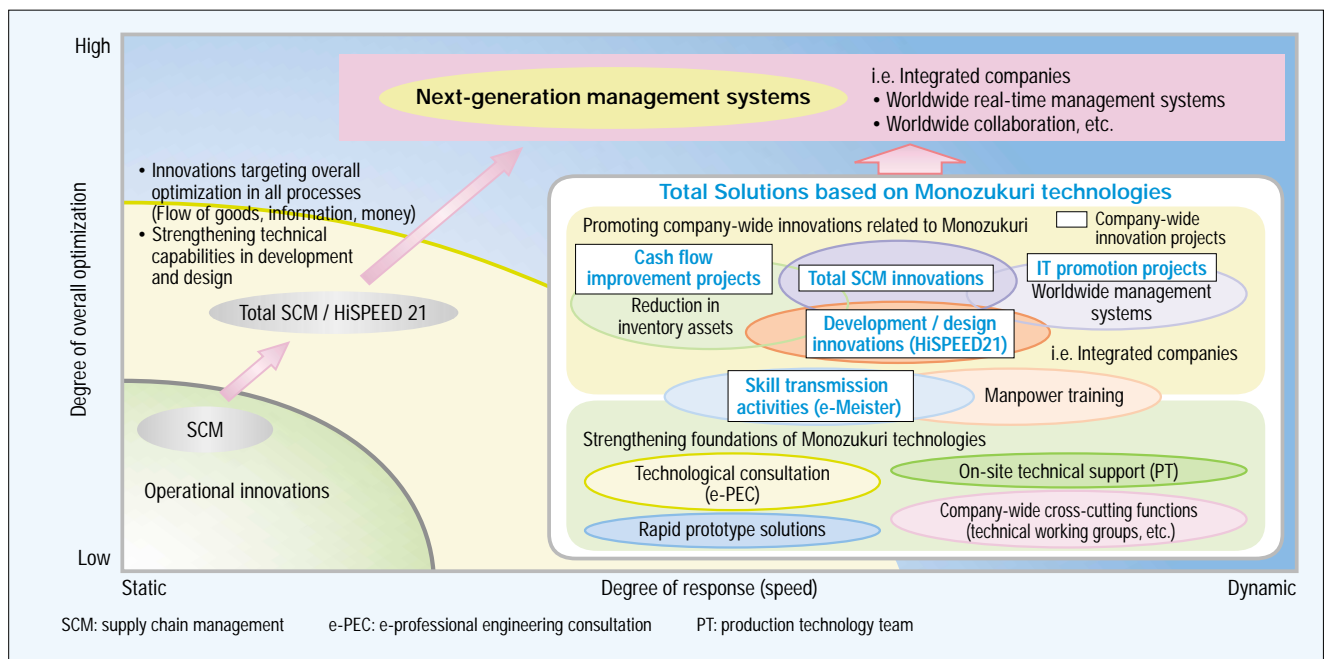 High
Next-generation management systems
i.e. Integrated companies
• Worldwide real-time management systems
• Worldwide collaboration, etc.
• Innovations targeting overall
optimization in all processes
(Flow of goods, information, money)
• Strengthening technical
capabilities in development
and design
Degree of overall optimization
Total SCM / HiSPEED 21
SCM
Operational innovations
Total Solutions based on Monozukuri technologies
Promoting company-wide innovations related to Monozukuri
Company-wide
innovation projects
Cash flow
improvement projects
Reduction in
inventory assets
Total SCM innovations
IT promotion projects
Worldwide management
systems
Development / design
innovations (HiSPEED21)
i.e. Integrated companies
Skill transmission
activities (e-Meister)
Manpower training
Strengthening foundations of Monozukuri technologies
Technological consultation
(e-PEC)
On-site technical support (PT)
Rapid prototype solutions
Company-wide cross-cutting functions
(technical working groups, etc.)
Low
Static
Degree of response (speed)
Dynamic
SCM: supply chain management
e-PEC: e-professional engineering consultation
PT: production technology team